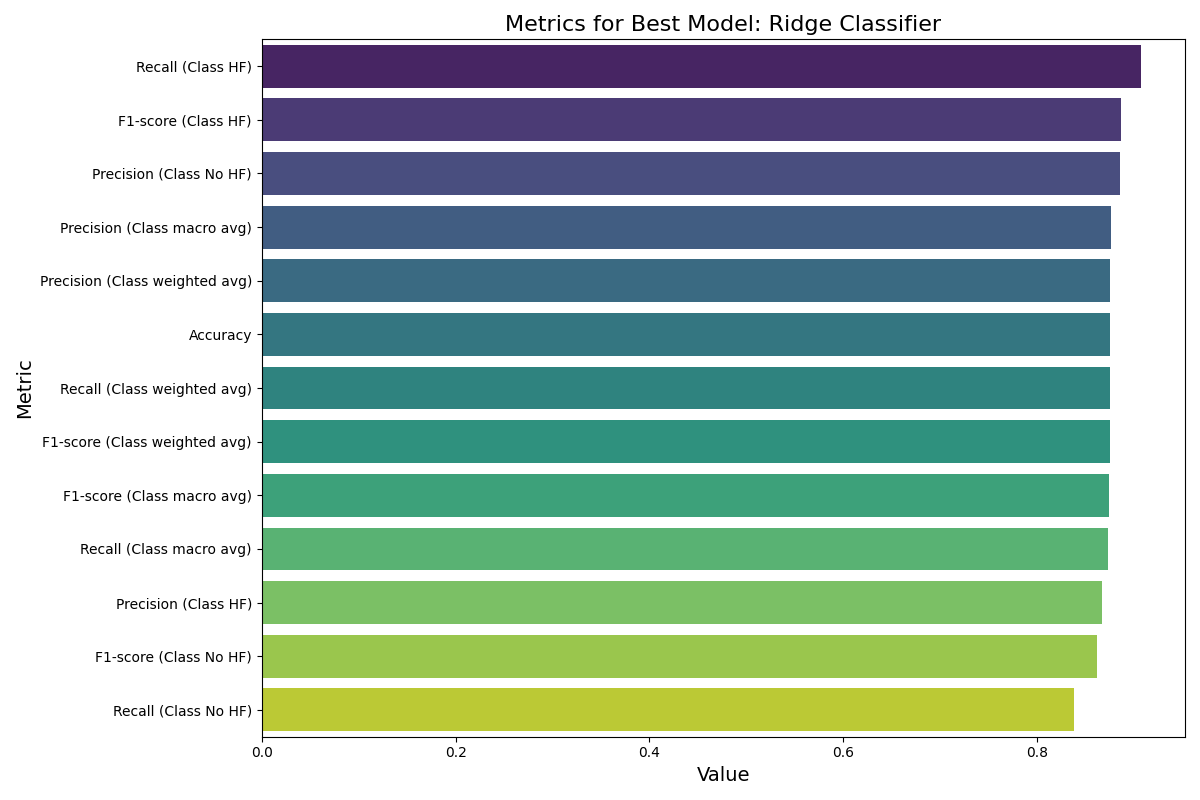 Metrics for Best Model: Ridge Classifier
Recall (Class HF)
F1-score (Class HF)
Precision (Class No HF)
Precision (Class macro avg)
Precision (Class weighted avg)
Accuracy
Recall (Class weighted avg)
F1-score (Class weighted avg)
F1-score (Class macro avg)
Recall (Class macro avg)
Precision (Class HF)
F1-score (Class No HF)
Recall (Class No HF)
Metric
0.0 0.2 0.4 0.6 0.8
Value